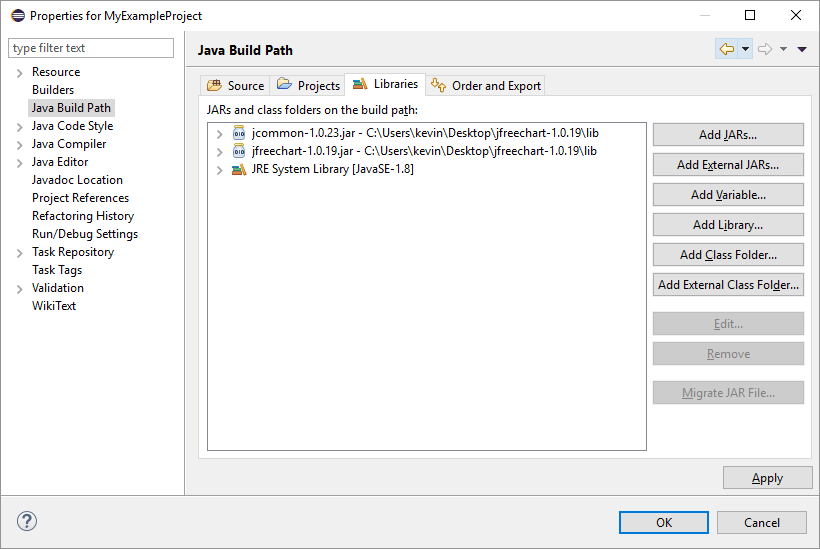 Properties for MyExampleProject
type filter text
Resource
Builders
Java Build Path
Java Code Style
Java Compiler
Java Editor
Javadoc Location
Project References
Refactoring History
Run/Debug Settings
Task Repository
Task Tags
Validation
WikiText
Java Build Path
Source Projects Libraries Order and Export
JARs and class folders on the build path:
jcommon-1.0.23.jar - C:\Users\kevin\Desktop\jfreechart-1.0.19\lib
jfreechart-1.0.19.jar - C:\Users\kevin\Desktop\jfreechart-1.0.19\lib
JRE System Library [JavaSE-1.8]
Add JARs...
Add External JARs...
Add Variable...
Add Library...
Add Class Folder...
Add External Class Folder...
Edit...
Remove
Migrate JAR File...
Apply
?
OK Cancel